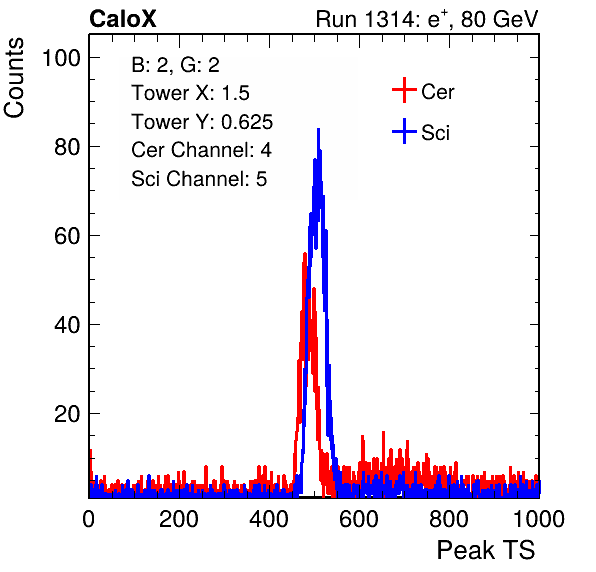 CaloX
Run 1314: e+, 80 GeV
Counts
100
80
60
40
20
B: 2, G: 2
Tower X: 1.5
Tower Y: 0.625
Cer Channel: 4
Sci Channel: 5
Cer
Sci
0 200 400 600 800 1000
Peak TS